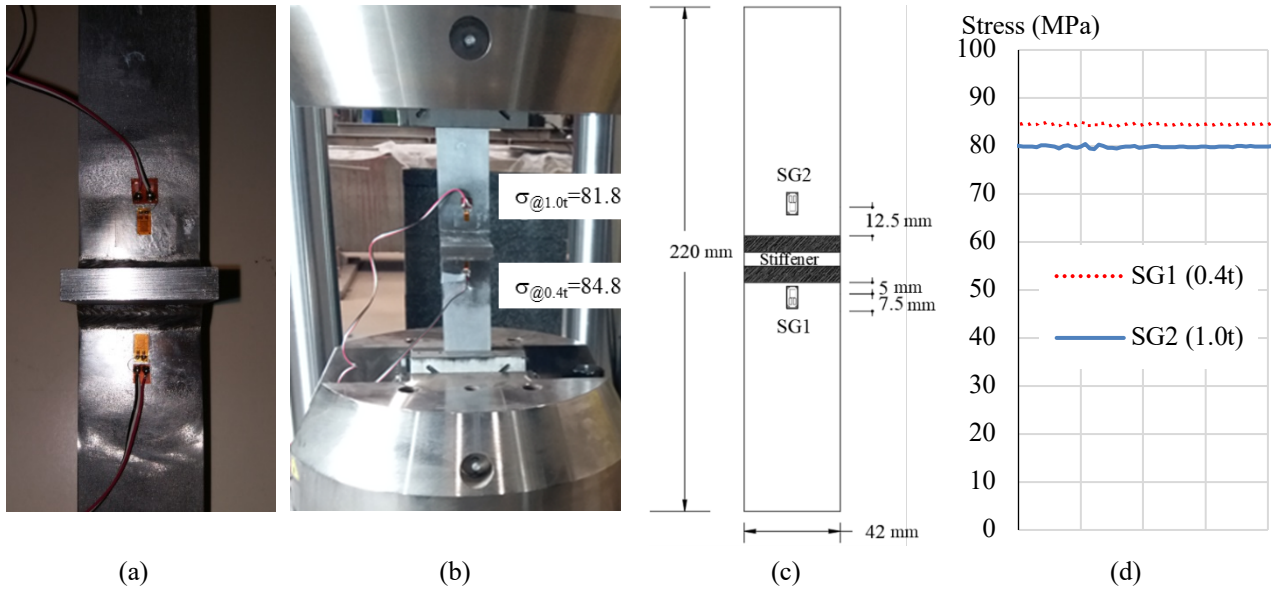 σ@1.0t=81.8
σ@0.4t=84.8
220 mm
SG2
12.5 mm
Stiffener
5 mm
7.5 mm
SG1
42 mm
Stress (MPa)
100
90
80
70
60
50
40
30
20
10
0
SG1 (0.4t)
SG2 (1.0t)
(a)
(b)
(c)
(d)